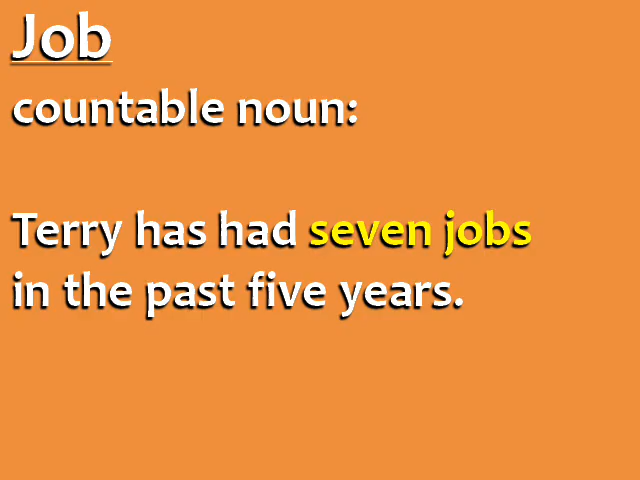 Job
countable noun:
Terry has had seven jobs
in the past five years.